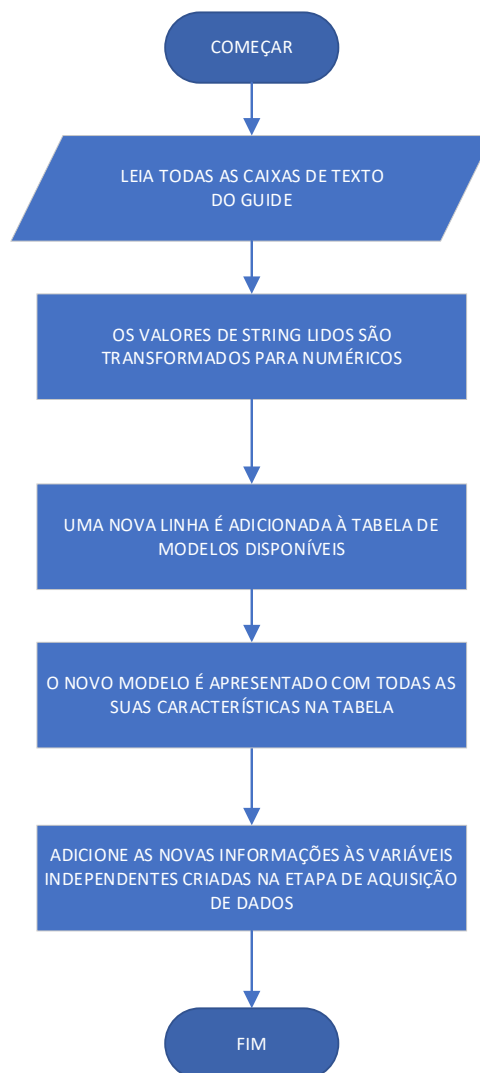 COMEÇAR
LEIA TODAS AS CAIXAS DE TEXTO
DO GUIDE
OS VALORES DE STRING LIDOS SÃO
TRANSFORMADOS PARA NUMÉRICOS
UMA NOVA LINHA É ADICIONADA À TABELA DE
MODELOS DISPONÍVEIS
O NOVO MODELO É APRESENTADO COM TODAS AS
SUAS CARACTERÍSTICAS NA TABELA
ADICIONE AS NOVAS INFORMAÇÕES ÀS VARIÁVEIS
INDEPENDENTES CRIADAS NA ETAPA DE AQUISIÇÃO
DE DADOS
FIM